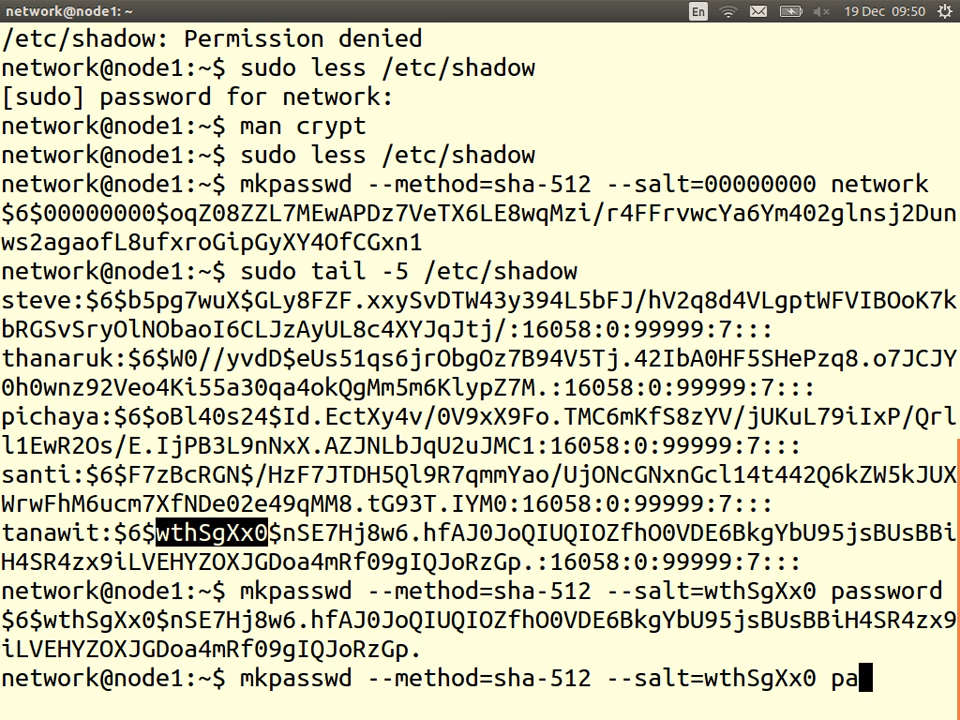 network@node1: ~
En
19 Dec 09:50
/etc/shadow: Permission denied
network@node1:~$ sudo less /etc/shadow
[sudo] password for network:
network@node1:~$ man crypt
network@node1:~$ sudo less /etc/shadow
network@node1:~$ mkpasswd --method=sha-512 --salt=00000000 network
$6$00000000$oqZ08ZZL7MEwAPDz7VeTX6LE8wqMzi/r4FFrvwcYa6Ym402glnsj2Dun
ws2agaofL8ufxroGipGyXY4OfCGxn1
network@node1:~$ sudo tail -5 /etc/shadow
steve:$6$b5pg7wuX$GLy8FZF.xxySvDTW43y394L5bFJ/hV2q8d4VLgptWFVIBOoK7k
bRGSvSryOlNObaoI6CLJzAyUL8c4XYJqJtj/:16058:0:99999:7:::
thanaruk:$6$W0//yvdD$eUs51qs6jrObgOz7B94V5Tj.42IbA0HF5SHePzq8.o7JCJY
0h0wnz92Veo4Ki55a30qa4okQgMm5m6KlypZ7M.:16058:0:99999:7:::
pichaya:$6$oBl40s24$Id.EctXy4v/0V9xX9Fo.TMC6mKfS8zYV/jUKuL79iIxP/Qrl
l1EwR2Os/E.IjPB3L9nNxX.AZJNLbJqU2uJMC1:16058:0:99999:7:::
santi:$6$F7zBcRGN$/HzF7JTDH5Ql9R7qmmYao/UjONcGNxnGcl14t442Q6kZW5kJUX
WrwFhM6ucm7XfNDe02e49qMM8.tG93T.IYM0:16058:0:99999:7:::
tanawit:$6$wthSgXx0$nSE7Hj8w6.hfAJ0JoQIUQIOZfhO0VDE6BkgYbU95jsBUsBBi
H4SR4zx9iLVEHYZOXJGDoa4mRf09gIQJoRzGp.:16058:0:99999:7:::
network@node1:~$ mkpasswd --method=sha-512 --salt=wthSgXx0 password
$6$wthSgXx0$nSE7Hj8w6.hfAJ0JoQIUQIOZfhO0VDE6BkgYbU95jsBUsBBiH4SR4zx9
iLVEHYZOXJGDoa4mRf09gIQJoRzGp.
network@node1:~$ mkpasswd --method=sha-512 --salt=wthSgXx0 pa